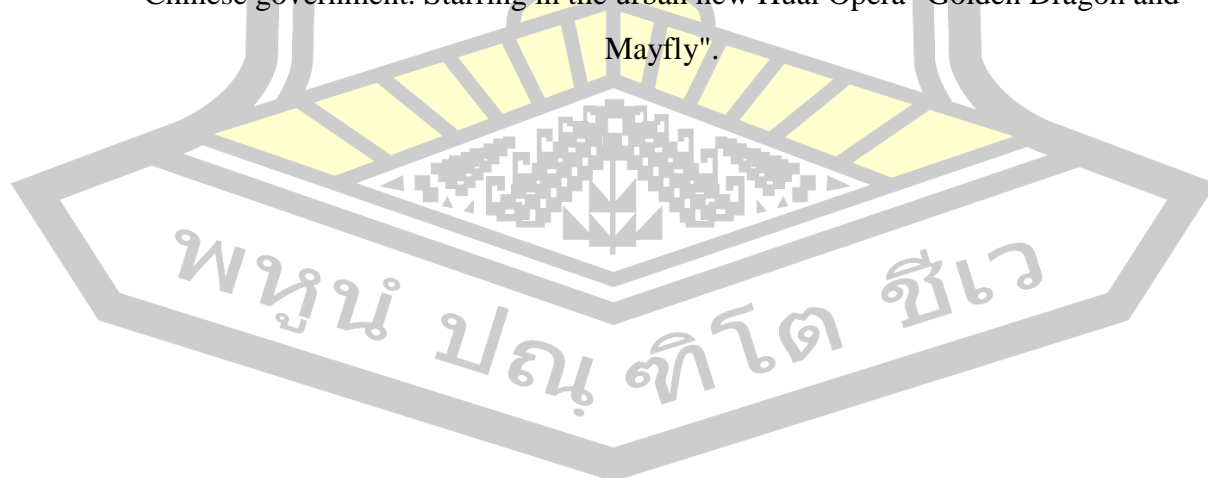 Chinese government. Starring in the urban new Huai Opera "Golden Dragon and
Mayfly".
พหูนํ ปณฺฑิโต ชีเว